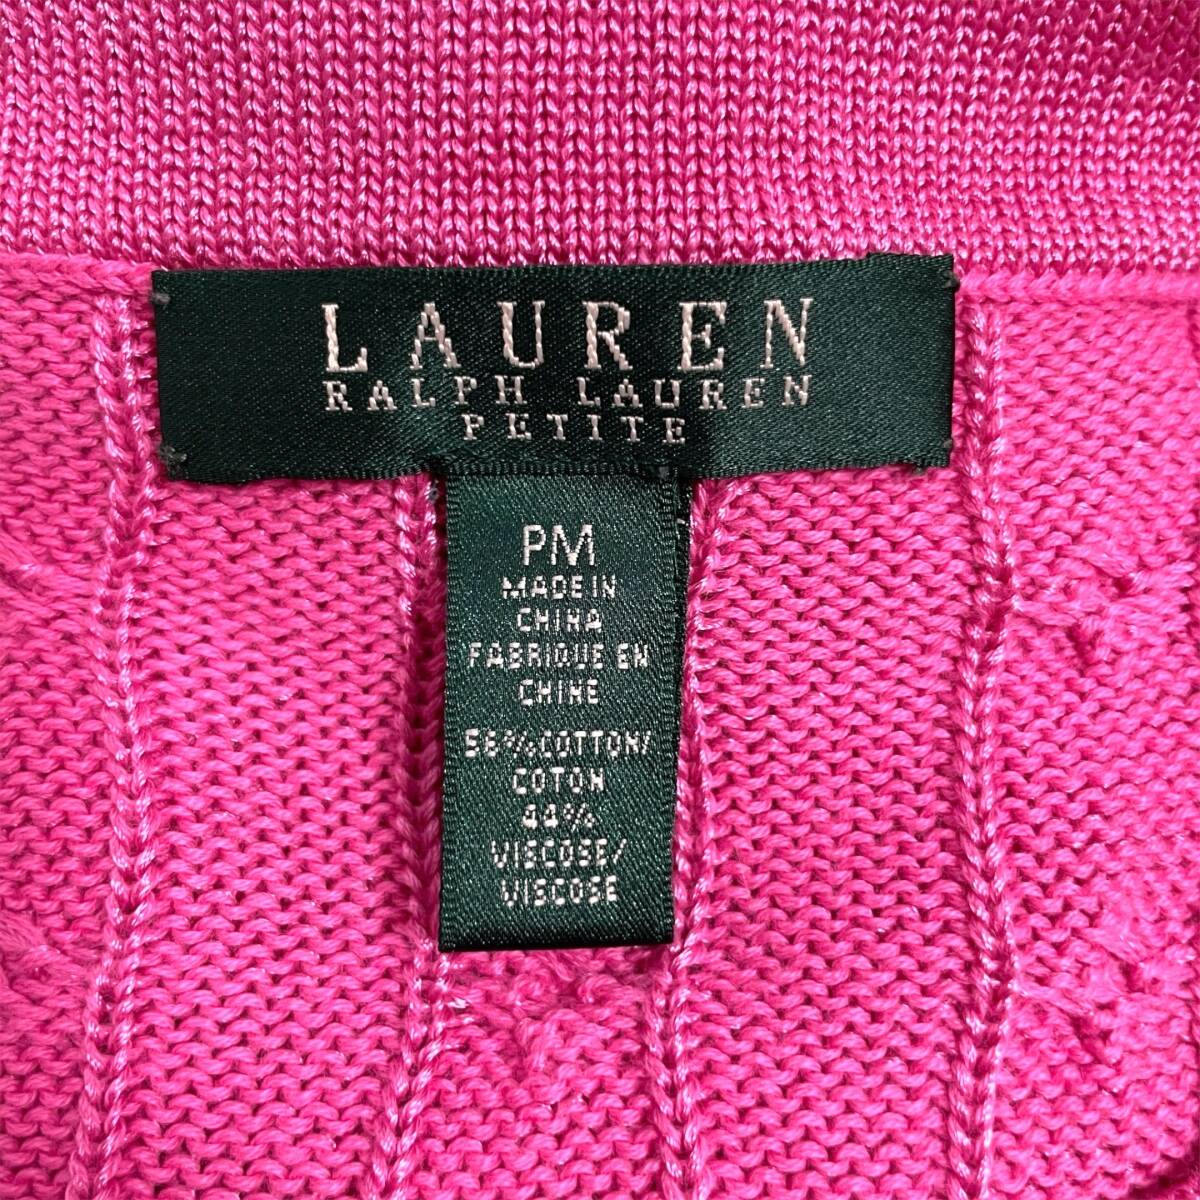 LAUREN
RALPH LAUREN
PETITE
PM
MADE IN
CHINA
FABRIQUE EN
CHINE
56%COTTON/
COTON
44%
VISCOSE/
VISCOSE